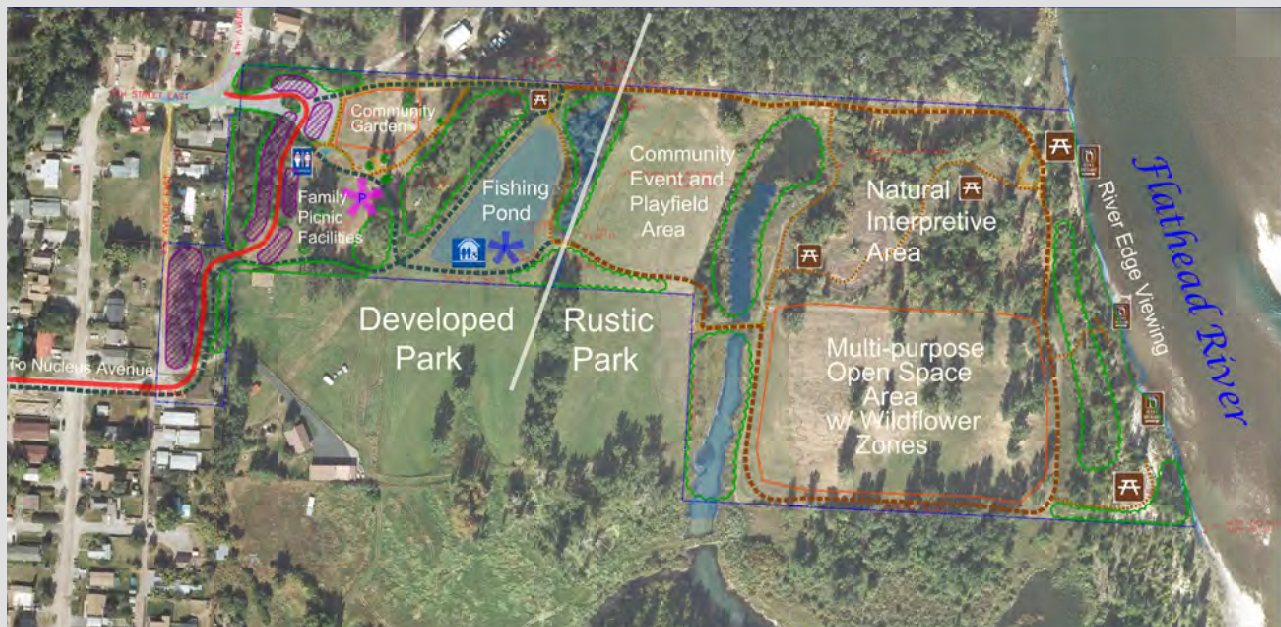 Community
Garden
Family
Picnic
Facilities
P
Fishing
Pond
Community
Event and
Playfield
Area
Natural
Interpretive
Area
River Edge Viewing
Flathead River
Developed
Park
Rustic
Park
To Nucleus Avenue
Multi-purpose
Open Space
Area
w/ Wildflower
Zones